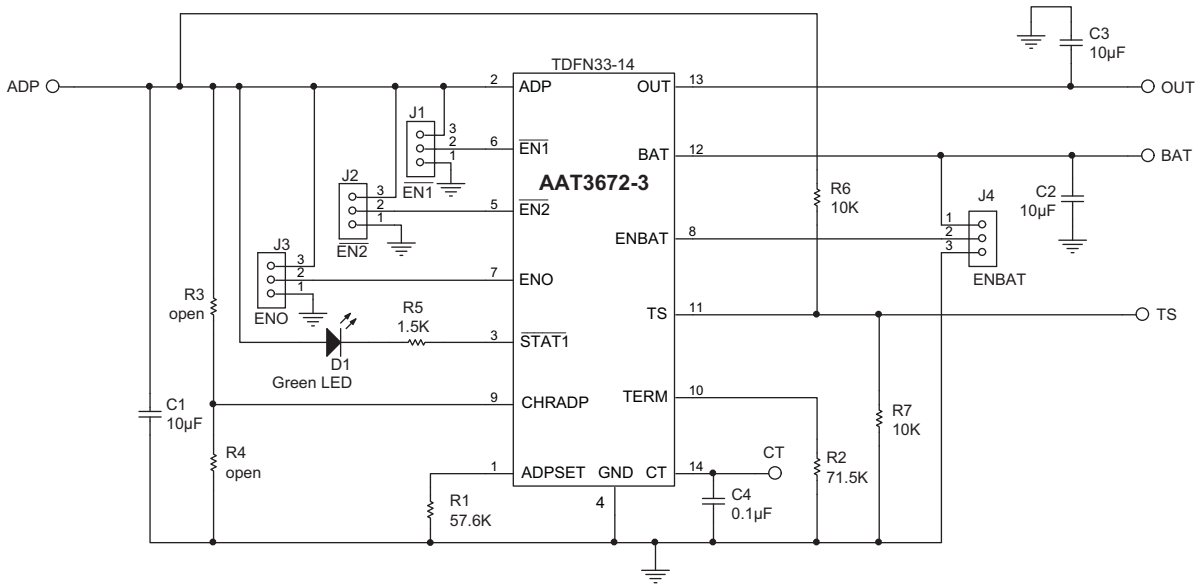 C3
10µF
TDFN33-14
ADP
2
ADP
OUT
13
OUT
J1
3
2
1
EN1
6
EN1
BAT
12
BAT
AAT3672-3
J2
3
2
1
EN2
5
EN2
R6
10K
C2
10µF
J4
1
2
3
ENBAT
ENBAT
8
J3
3
2
1
ENO
7
ENO
R3
open
R5
1.5K
TS
11
TS
3
STAT1
D1
Green LED
C1
10µF
9
CHRADP
TERM
10
R7
10K
R4
open
1
ADPSET
GND
CT
14
CT
R2
71.5K
R1
57.6K
4
C4
0.1µF